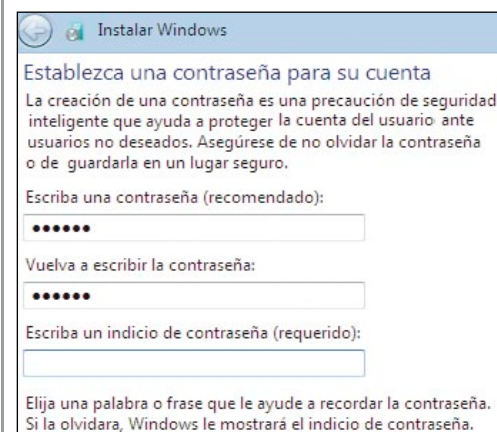 Instalar Windows
Establezca una contraseña para su cuenta
La creación de una contraseña es una precaución de seguridad
inteligente que ayuda a proteger la cuenta del usuario ante
usuarios no deseados. Asegúrese de no olvidar la contraseña
o de guardarla en un lugar seguro.
Escriba una contraseña (recomendado):
••••••
Vuelva a escribir la contraseña:
••••••
Escriba un indicio de contraseña (requerido):
Elija una palabra o frase que le ayude a recordar la contraseña.
Si la olvidara, Windows le mostrará el indicio de contraseña.